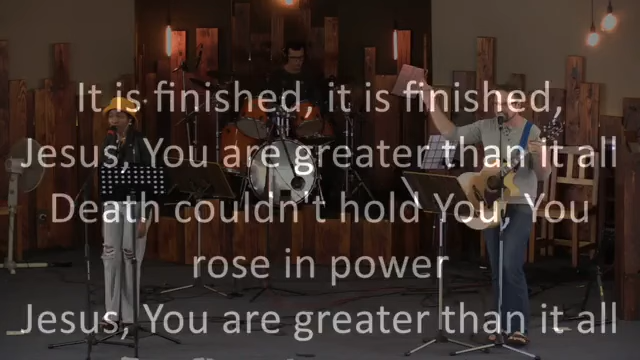 It is finished, it is finished,
Jesus, You are greater than it all
Death couldn't hold You, You
rose in power
Jesus, You are greater than it all